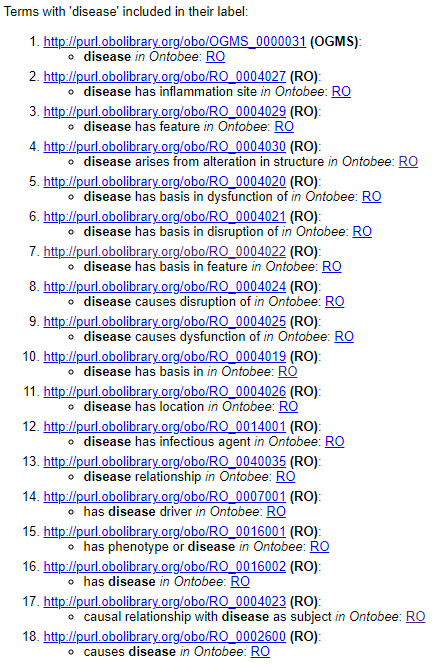 Terms with 'disease' included in their label:
1. http://purl.obolibrary.org/obo/OGMS_0000031 (OGMS):
disease in Ontobee: RO
2. http://purl.obolibrary.org/obo/RO_0004027 (RO):
disease has inflammation site in Ontobee: RO
3. http://purl.obolibrary.org/obo/RO_0004029 (RO):
disease has feature in Ontobee: RO
4. http://purl.obolibrary.org/obo/RO_0004030 (RO):
disease arises from alteration in structure in Ontobee: RO
5. http://purl.obolibrary.org/obo/RO_0004020 (RO):
disease has basis in dysfunction of in Ontobee: RO
6. http://purl.obolibrary.org/obo/RO_0004021 (RO):
disease has basis in disruption of in Ontobee: RO
7. http://purl.obolibrary.org/obo/RO_0004022 (RO):
disease has basis in feature in Ontobee: RO
8. http://purl.obolibrary.org/obo/RO_0004024 (RO):
disease causes disruption of in Ontobee: RO
9. http://purl.obolibrary.org/obo/RO_0004025 (RO):
disease causes dysfunction of in Ontobee: RO
10. http://purl.obolibrary.org/obo/RO_0004019 (RO):
disease has basis in in Ontobee: RO
11. http://purl.obolibrary.org/obo/RO_0004026 (RO):
disease has location in Ontobee: RO
12. http://purl.obolibrary.org/obo/RO_0014001 (RO):
disease has infectious agent in Ontobee: RO
13. http://purl.obolibrary.org/obo/RO_0040035 (RO):
disease relationship in Ontobee: RO
14. http://purl.obolibrary.org/obo/RO_0007001 (RO):
has disease driver in Ontobee: RO
15. http://purl.obolibrary.org/obo/RO_0016001 (RO):
has phenotype or disease in Ontobee: RO
16. http://purl.obolibrary.org/obo/RO_0016002 (RO):
has disease in Ontobee: RO
17. http://purl.obolibrary.org/obo/RO_0004023 (RO):
causal relationship with disease as subject in Ontobee: RO
18. http://purl.obolibrary.org/obo/RO_0002600 (RO):
causes disease in Ontobee: RO